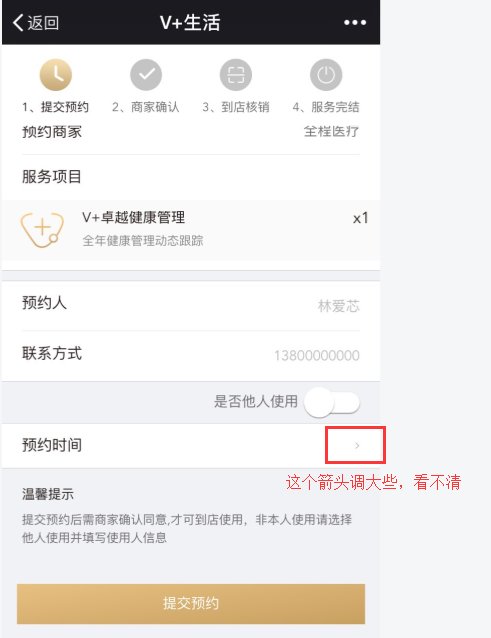 返回
V+生活
1、提交预约
2、商家确认
3、到店核销
4、服务完结
预约商家
全程医疗
服务项目
V+卓越健康管理
x1
全年健康管理动态跟踪
预约人
林爱芯
联系方式
13800000000
是否他人使用
预约时间
这个箭头调大些，看不清
温馨提示
提交预约后需商家确认同意,才可到店使用，非本人使用请选择
他人使用并填写使用人信息
提交预约